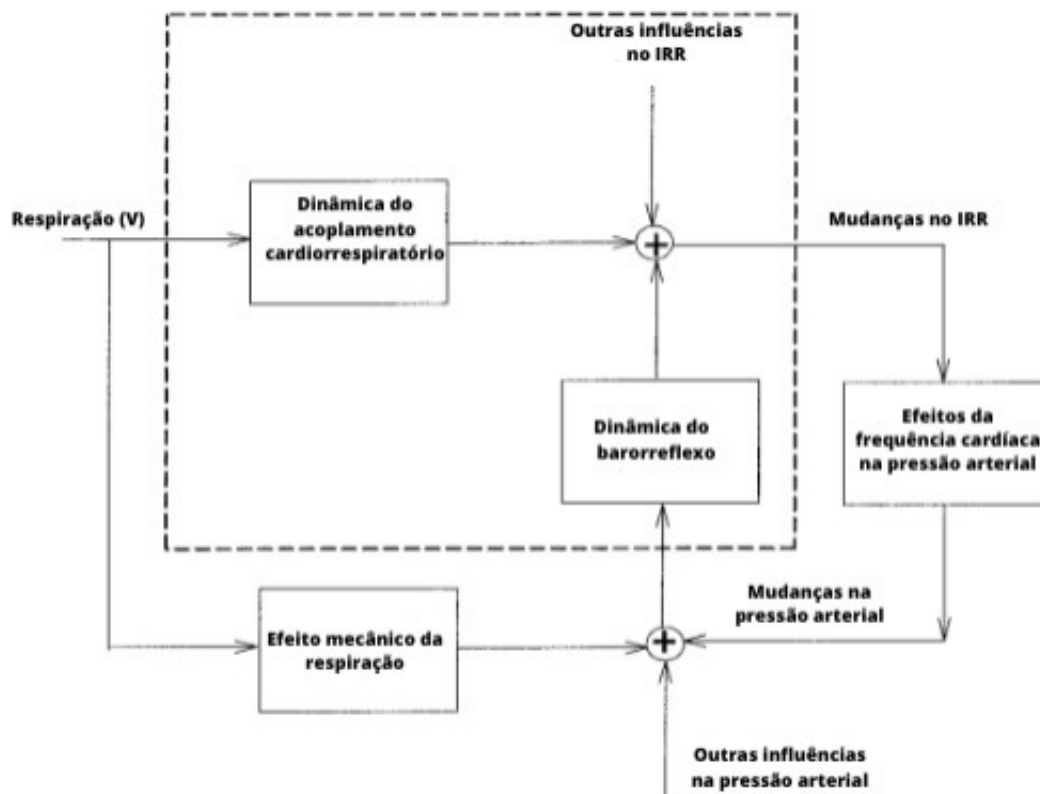 Outras influências
no IRR
Respiração (V)
Dinâmica do
acoplamento
cardiorrespiratório
+
Mudanças no IRR
Dinâmica do
barorreflexo
Efeitos da
frequência cardíaca
na pressão arterial
Efeito mecânico da
respiração
+
Mudanças na
pressão arterial
Outras influências
na pressão arterial